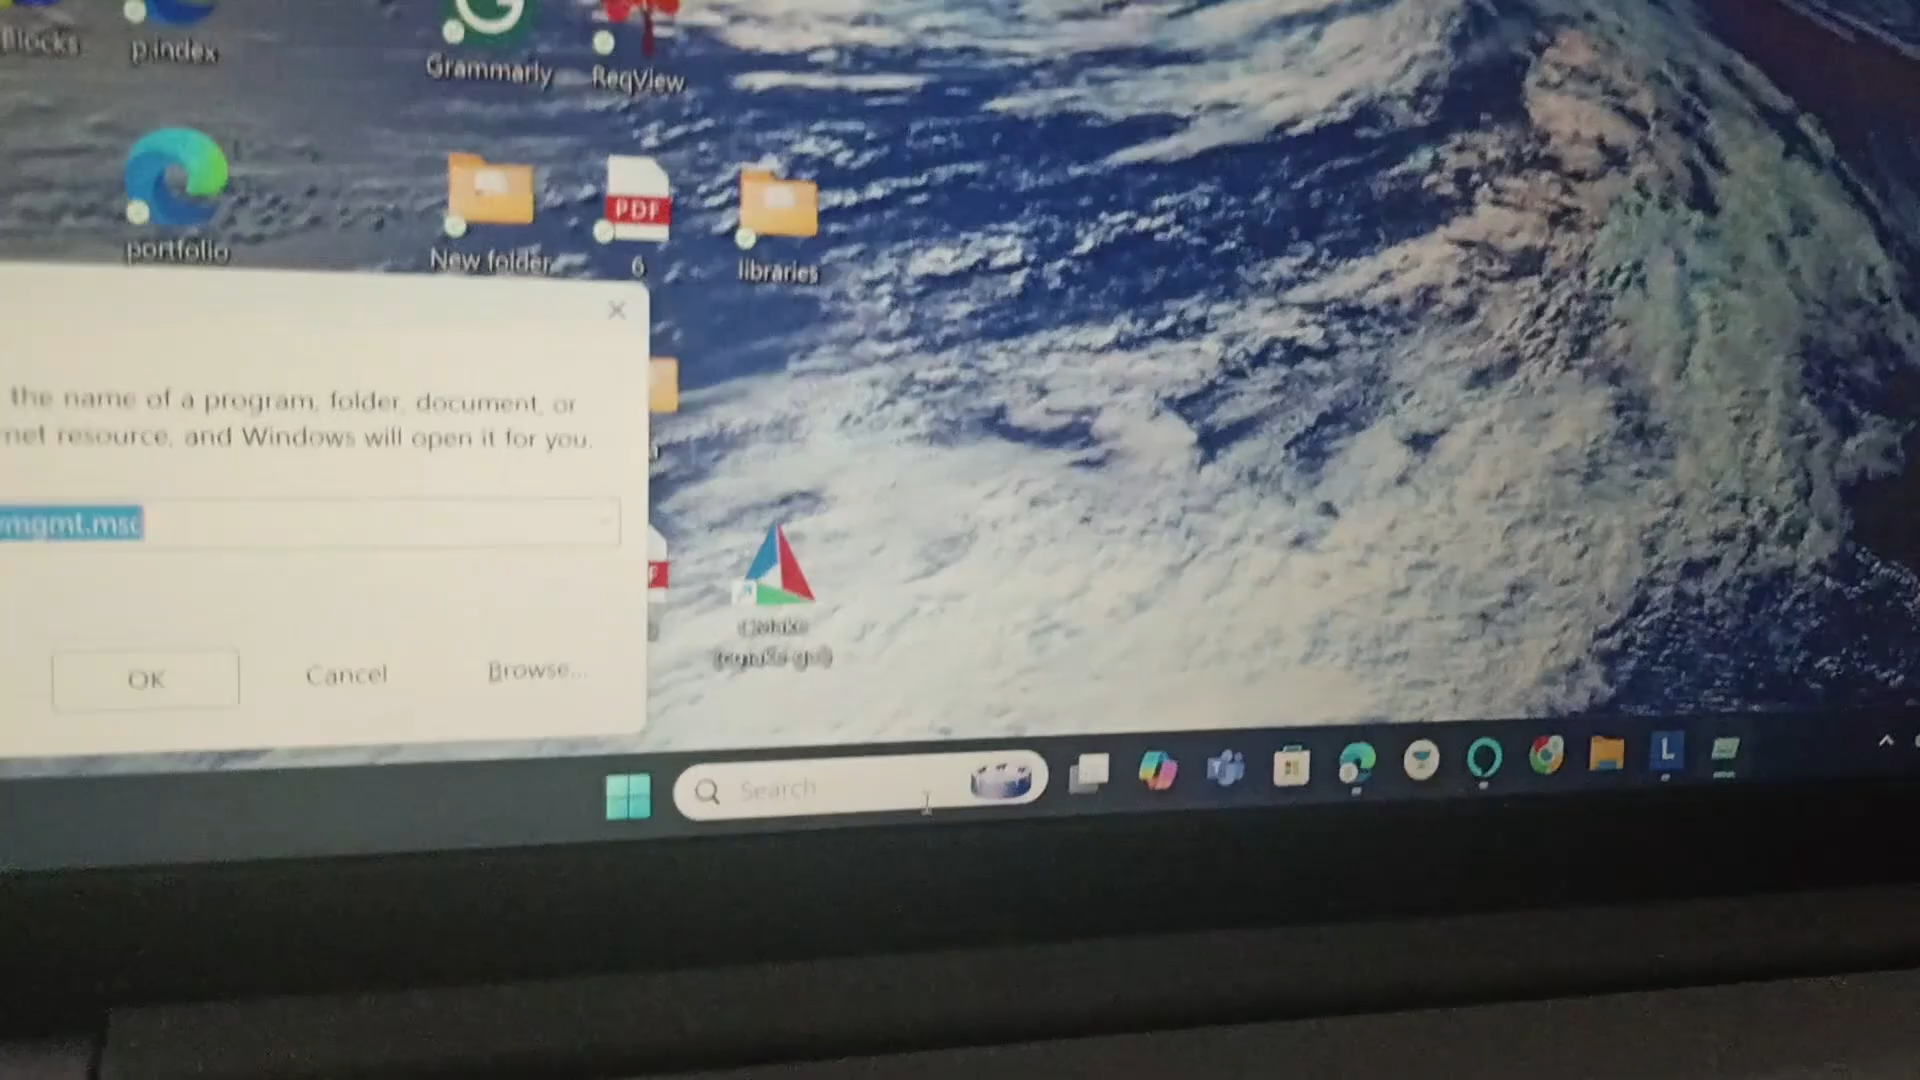 Blocks
p.index
Grammarly
ReqView
portfolio
New folder
PDF
6
libraries
the name of a program, folder, document, or
net resource, and Windows will open it for you.
mgmt.msc
OK
Cancel
Browse...
F
Search
L